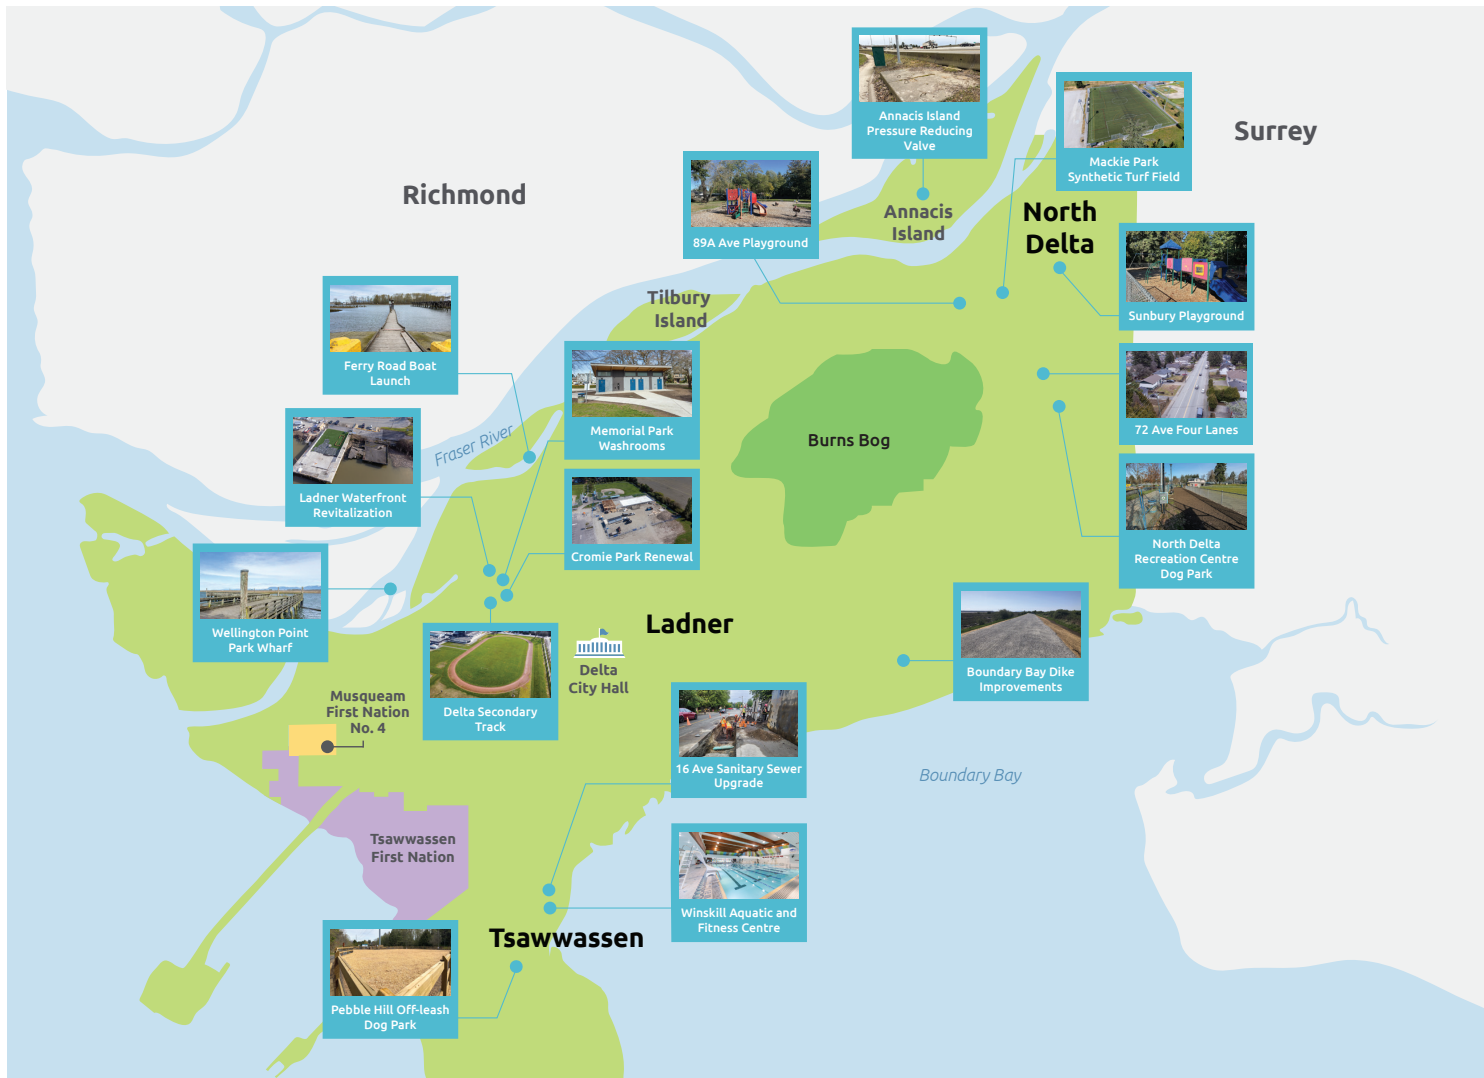 Annacis Island
Pressure Reducing
Valve
Mackie Park
Synthetic Turf Field
Surrey
Richmond
89A Ave Playground
Annacis
Island
North
Delta
Sunbury Playground
Tilbury
Island
Ferry Road Boat
Launch
Memorial Park
Washrooms
72 Ave Four Lanes
Burns Bog
Fraser River
Ladner Waterfront
Revitalization
Cromie Park Renewal
North Delta
Recreation Centre
Dog Park
Wellington Point
Park Wharf
Ladner
Delta
City Hall
Boundary Bay Dike
Improvements
Musqueam
First Nation
No. 4
Delta Secondary
Track
16 Ave Sanitary Sewer
Upgrade
Boundary Bay
Tsawwassen
First Nation
Winskill Aquatic and
Fitness Centre
Tsawwassen
Pebble Hill Off-leash
Dog Park